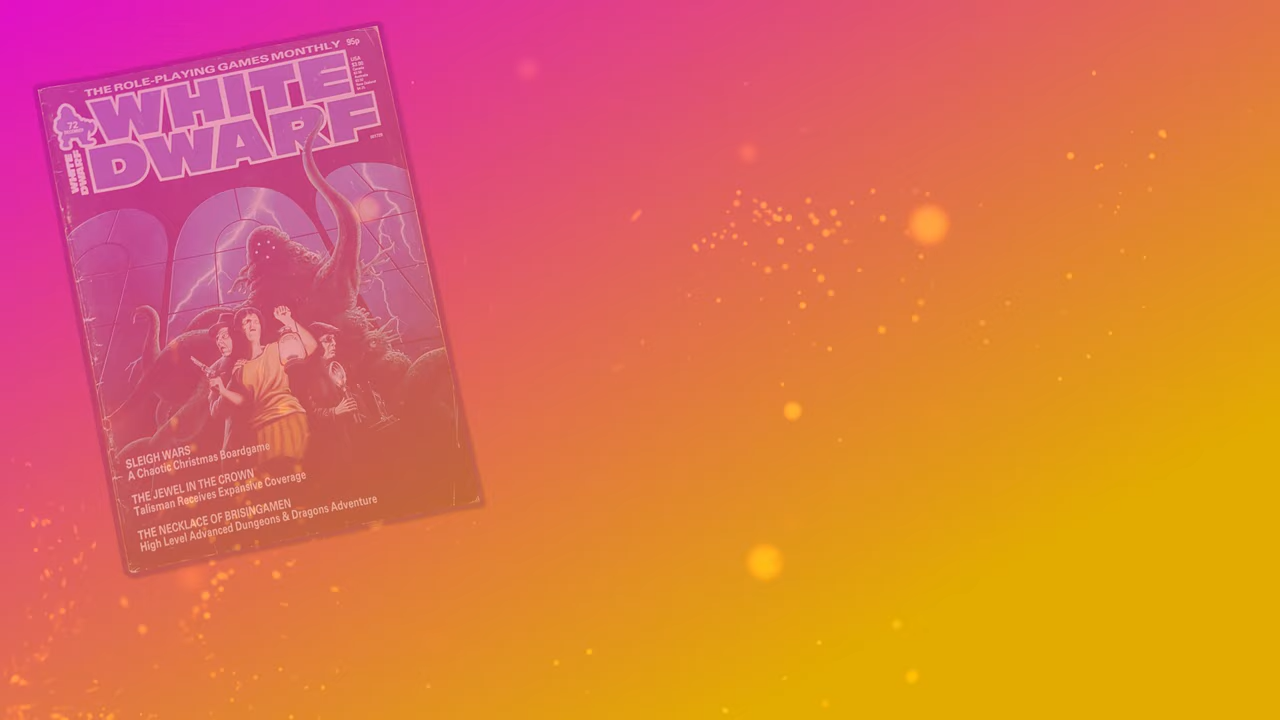 THE ROLE-PLAYING GAMES MONTHLY 95p
WHITE
DWARF
72
WHITE
DWARF
USA
SLEIGH WARS
A Chaotic Christmas Boardgame
THE JEWEL IN THE CROWN
Talisman Receives Expansive Coverage
THE NECKLACE OF BRISINGAMEN
High Level Advanced Dungeons & Dragons Adventure